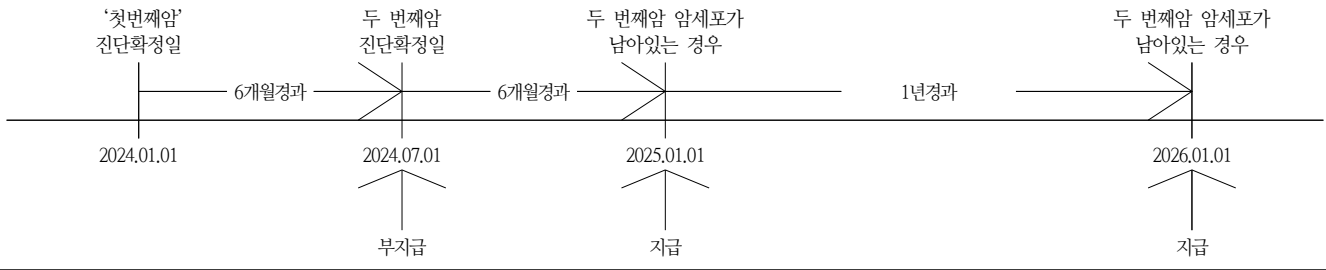 ‘첫번째암’
진단확정일
두 번째암
진단확정일
두 번째암 암세포가
남아있는 경우
두 번째암 암세포가
남아있는 경우
6개월경과
6개월경과
1년경과
2024.01.01
2024.07.01
2025.01.01
2026.01.01
부지급
지급
지급